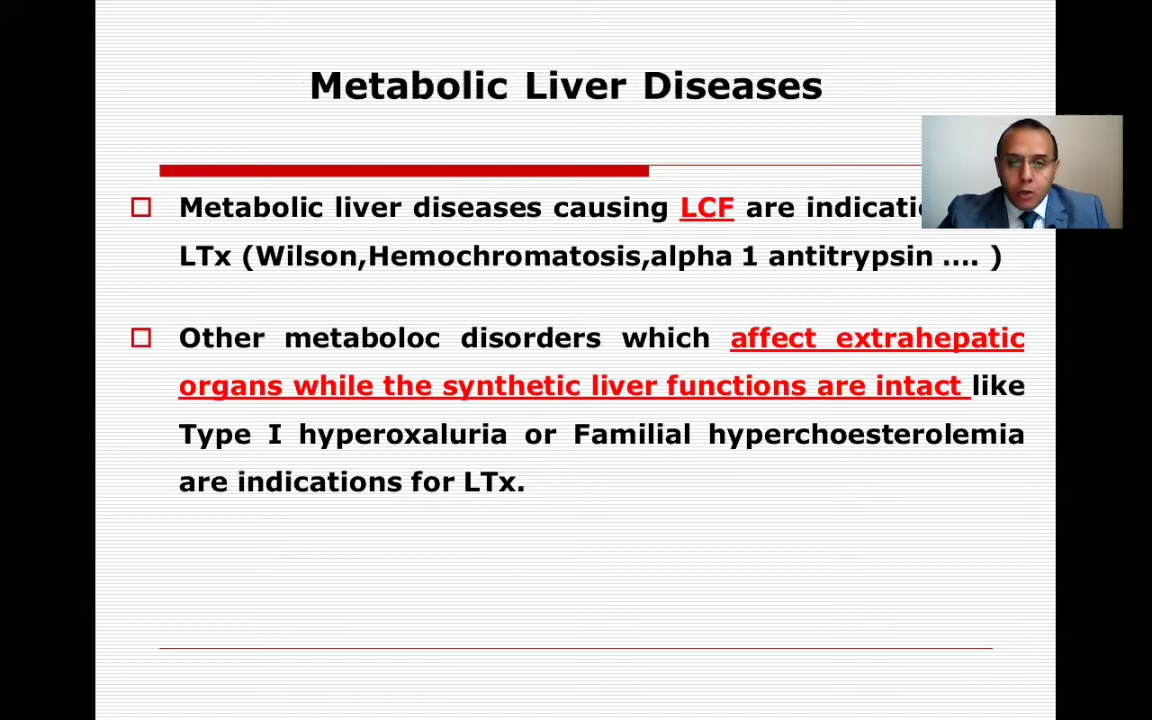 Metabolic Liver Diseases
Metabolic liver diseases causing LCF are
LTx (Wilson,Hemochromatosis,alpha 1 antitrypsin .... )
Other metaboloc disorders which affect extrahepatic
organs while the synthetic liver functions are intact like
Type I hyperoxaluria or Familial hyperchoesterolemia
are indications for LTx.